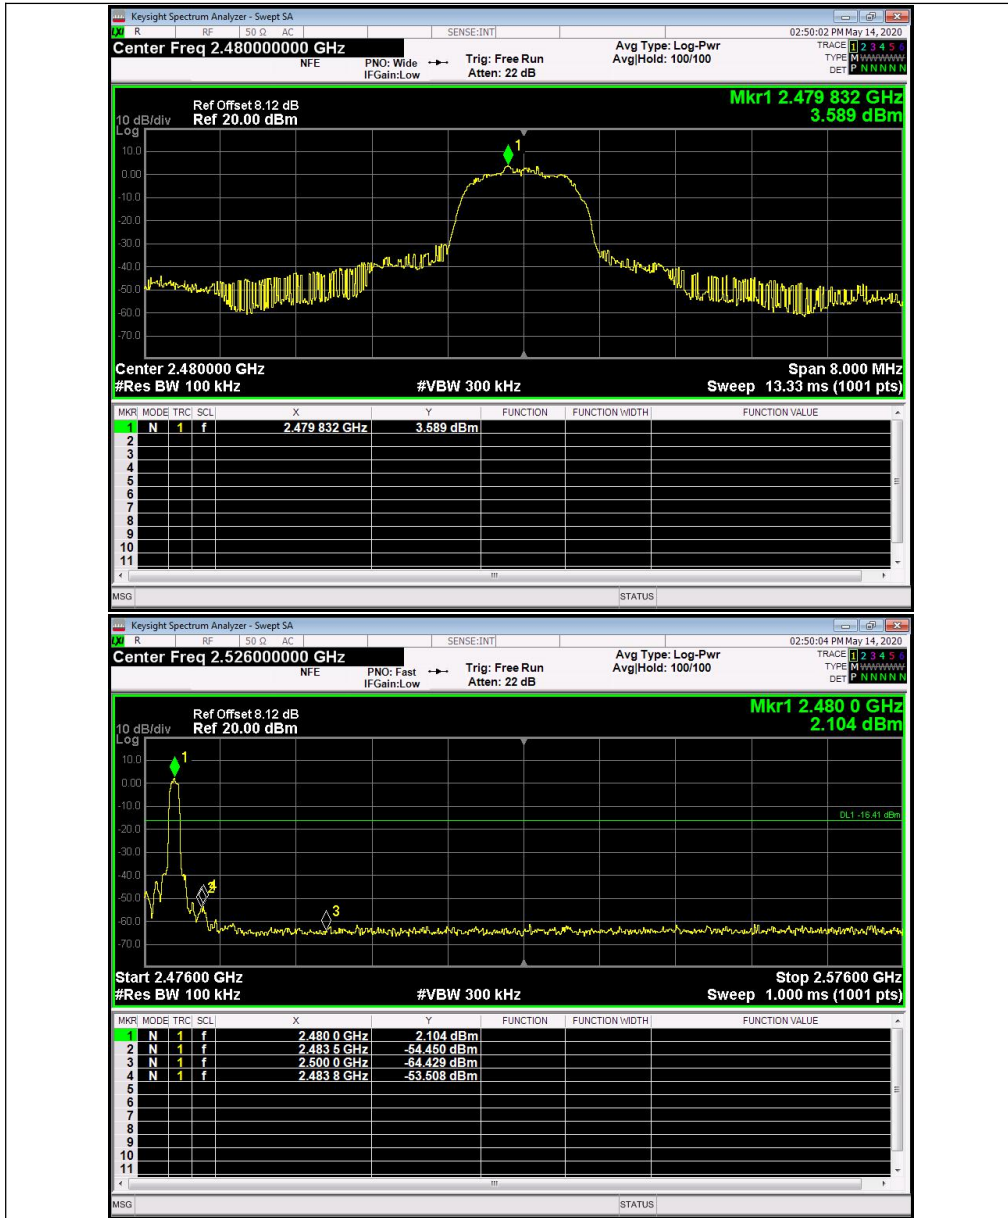 Keysight Spectrum Analyzer - Swept SA
LXI R RF 50 Ω AC SENSE:INT 02:50:02 PM May 14, 2020
Center Freq 2.480000000 GHz Avg Type: Log-Pwr TRACE 1 2 3 4 5 6
NFE PNO: Wide Trig: Free Run Avg|Hold: 100/100 TYPE M WWWWW
IFGain:Low Atten: 22 dB DET P N N N N N
Mkr1 2.479 832 GHz
Ref Offset 8.12 dB
10 dB/div Ref 20.00 dBm 3.589 dBm
Log
10.0
1
0.00
-10.0
-20.0
-30.0
-40.0
-50.0
-60.0
-70.0
Center 2.480000 GHz Span 8.000 MHz
#Res BW 100 kHz #VBW 300 kHz Sweep 13.33 ms (1001 pts)
MKR MODE TRC SCL X Y FUNCTION FUNCTION WIDTH FUNCTION VALUE
1 N 1 f 2.479 832 GHz 3.589 dBm
2
3
4
5
6
7
8
9
10
11
MSG STATUS
Keysight Spectrum Analyzer - Swept SA
LXI R RF 50 Ω AC SENSE:INT 02:50:04 PM May 14, 2020
Center Freq 2.526000000 GHz Avg Type: Log-Pwr TRACE 1 2 3 4 5 6
NFE PNO: Fast Trig: Free Run Avg|Hold: 100/100 TYPE M WWWWW
IFGain:Low Atten: 22 dB DET P N N N N N
Mkr1 2.480 0 GHz
Ref Offset 8.12 dB
10 dB/div Ref 20.00 dBm 2.104 dBm
Log
10.0
1
0.00
-10.0
DL1 -16.41 dBm
-20.0
-30.0
-40.0
2 4
-50.0
3
-60.0
-70.0
Start 2.47600 GHz Stop 2.57600 GHz
#Res BW 100 kHz #VBW 300 kHz Sweep 1.000 ms (1001 pts)
MKR MODE TRC SCL X Y FUNCTION FUNCTION WIDTH FUNCTION VALUE
1 N 1 f 2.480 0 GHz 2.104 dBm
2 N 1 f 2.483 5 GHz -54.450 dBm
3 N 1 f 2.500 0 GHz -64.429 dBm
4 N 1 f 2.483 8 GHz -53.508 dBm
5
6
7
8
9
10
11
MSG STATUS